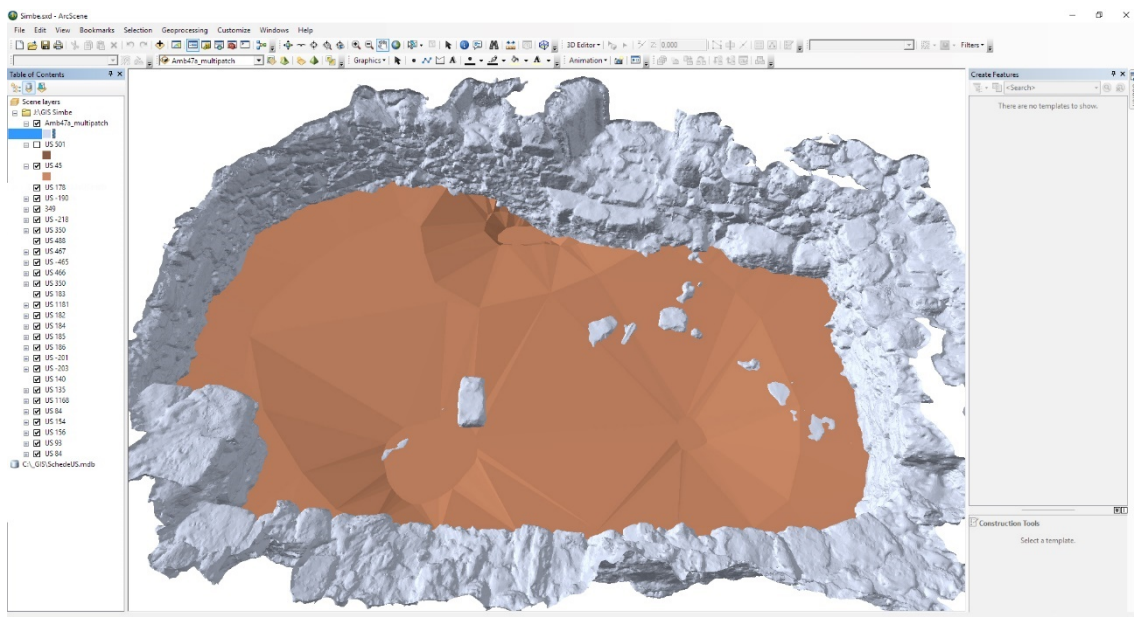 Simbe.sxd - ArcScene
File Edit View Bookmarks Selection Geoprocessing Customize Windows Help
3D Editor 0,000 Filters
Amb47a_multipatch Graphics Animation
Table of Contents
Create Features
<Search>
There are no templates to show.
Scene layers
J:\GIS Simbe
Amb47a_multipatch
US 501
US 45
US 178
US -190
349
US -218
US 350
US 488
US 467
US -465
US 466
US 350
US 183
US 1181
US 182
US 184
US 185
US 186
US -201
US -203
US 140
US 135
US 1168
US 84
US 154
US 156
US 93
US 84
C:\_GIS\SchedeUS.mdb
Construction Tools
Select a template.